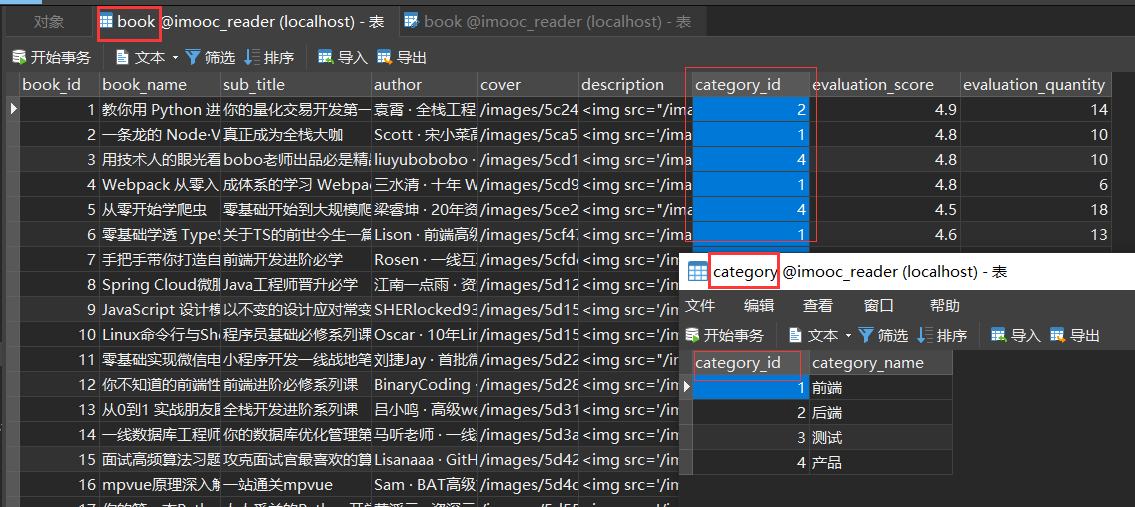 对象 book @imooc_reader (localhost) - 表 book @imooc_reader (localhost) - 表
开始事务 文本 筛选 排序 导入 导出
book_id book_name sub_title author cover description category_id evaluation_score evaluation_quantity
1 教你用 Python 进 你的量化交易开发第一 袁霄 · 全栈工程 /images/5c24 <img src="/ima 2 4.9 14
2 一条龙的 Node·V 真正成为全栈大咖 Scott · 宋小菜高 /images/5ca5 <img src='/ima 1 4.8 10
3 用技术人的眼光看 bobo老师出品必是精品 liuyubobobo · /images/5cd1 <img src='/ima 4 4.8 10
4 Webpack 从零入 成体系的学习 Webpac 三水清 · 十年 W /images/5cd9 <img src='/ima 1 4.8 6
5 从零开始学爬虫 零基础开始到大规模爬 梁睿坤 · 20年资 /images/5ce2 <img src="/ima 4 4.5 18
6 零基础学透 TypeS 关于TS的前世今生一篇 Lison · 前端高级 /images/5cf47 <img src='/ima 1 4.6 13
7 手把手带你打造自 前端开发进阶必学 Rosen · 一线互 /images/5cfde <img src='/im
8 Spring Cloud微服 Java工程师晋升必学 江南一点雨 · 资 /images/5d12 <img src='/im
9 JavaScript 设计模 以不变的设计应对常变 SHERlocked93 /images/5d15 <img src='/im
10 Linux命令行与She 程序员基础必修系列课 Oscar · 10年Lin /images/5d15 <img src='/im
11 零基础实现微信电 小程序开发一线战地笔 刘捷Jay · 首批微 /images/5d22 <img src="/im
12 你不知道的前端性 前端进阶必修系列课 BinaryCoding · /images/5d28 <img src='/im
13 从0到1 实战朋友圈 全栈开发进阶系列课 吕小鸣 · 高级we /images/5d31 <img src='/im
14 一线数据库工程师 你的数据库优化管理第 马听老师 · 一线 /images/5d3a <img src='/im
15 面试高频算法习题 攻克面试官最喜欢的算 Lisanaaa · GitH /images/5d42 <img src='/im
16 mpvue原理深入解 一站通关mpvue Sam · BAT高级 /images/5d4d <img src='/im
17
category @imooc_reader (localhost) - 表
文件 编辑 查看 窗口 帮助
开始事务 文本 筛选 排序 导入 导出
category_id category_name
1 前端
2 后端
3 测试
4 产品